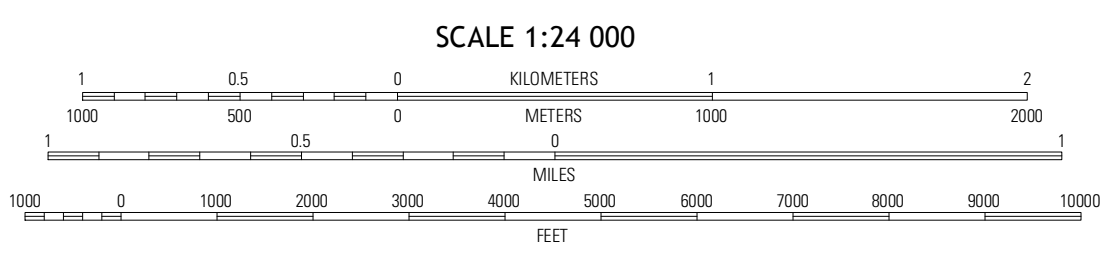 SCALE 1:24 000
1 0.5 0 KILOMETERS 1 2
1000 500 0 METERS 1000 2000
1 0.5 0 1
MILES
1000 0 1000 2000 3000 4000 5000 6000 7000 8000 9000 10000
FEET